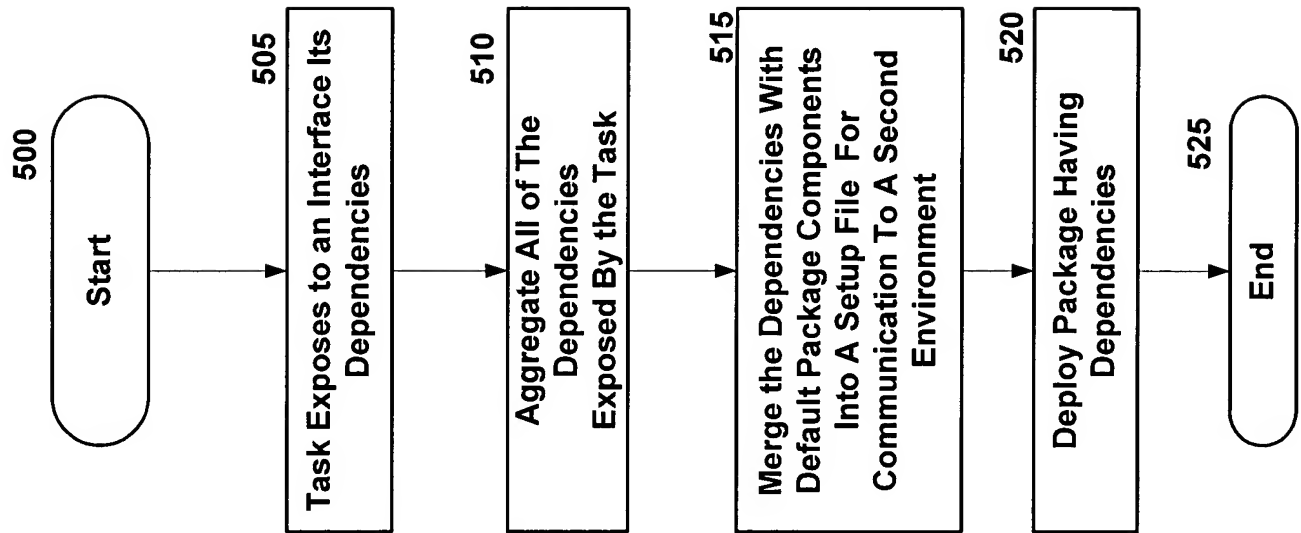 500
Start
505
Task Exposes to an Interface Its
Dependencies
510
Aggregate All of The
Dependencies
Exposed By the Task
515
Merge the Dependencies With
Default Package Components
Into A Setup File For
Communication To A Second
Environment
520
Deploy Package Having
Dependencies
525
End